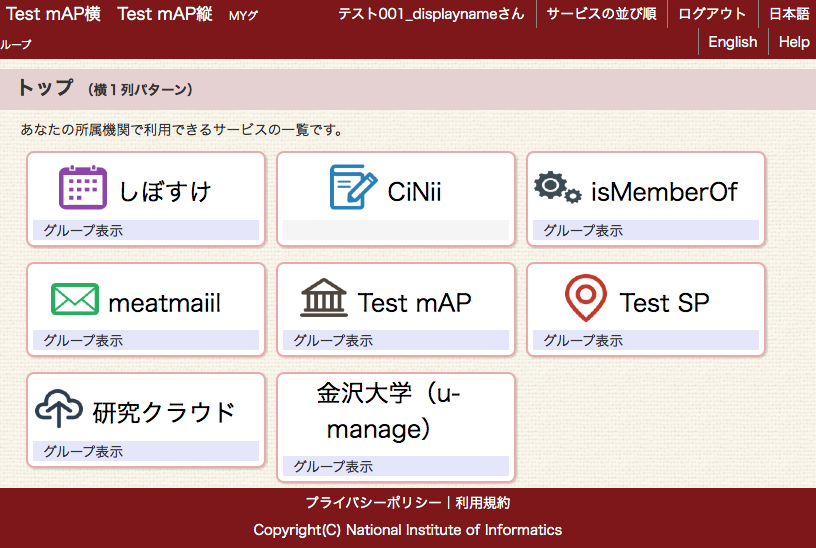 Test mAP横 Test mAP縦 MYグ
ループ
テスト001_displaynameさん サービスの並び順 ログアウト 日本語
English Help
トップ （横１列パターン）
あなたの所属機関で利用できるサービスの一覧です。
しぼすけ
グループ表示
CiNii
isMemberOf
グループ表示
meatmaiil
グループ表示
Test mAP
グループ表示
Test SP
グループ表示
研究クラウド
グループ表示
金沢大学（u-
manage）
グループ表示
プライバシーポリシー｜利用規約
Copyright(C) National Institute of Informatics